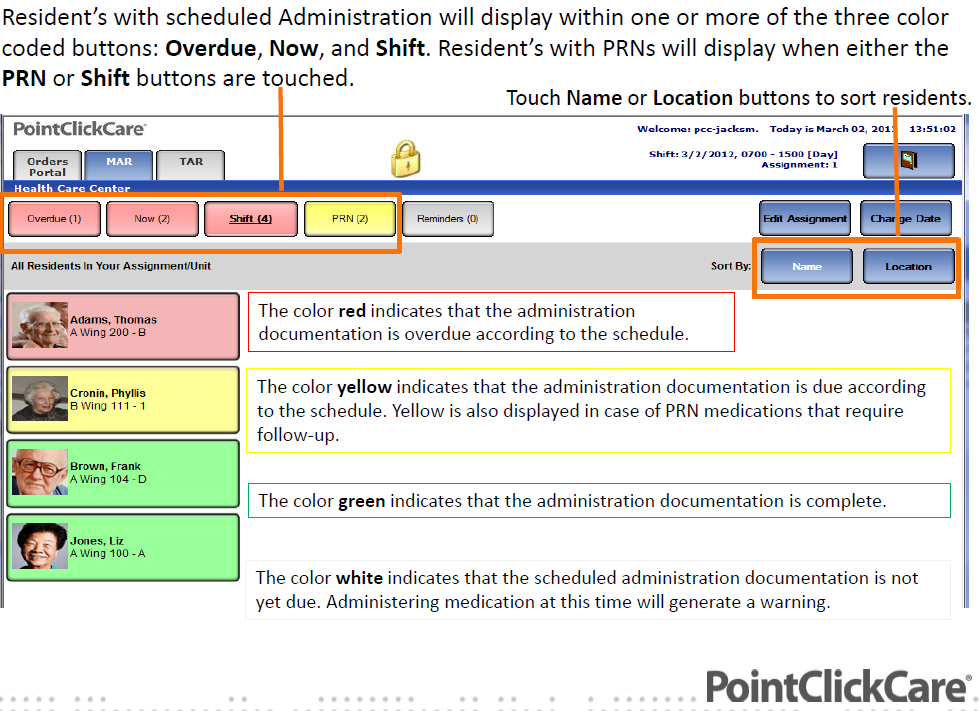 Resident’s with scheduled Administration will display within one or more of the three color
coded buttons: Overdue, Now, and Shift. Resident’s with PRNs will display when either the
PRN or Shift buttons are touched.
Touch Name or Location buttons to sort residents.
PointClickCare™
Welcome: pcc-jacksm. Today is March 02, 2012 13:51:02
Orders
Portal
MAR
TAR
Shift: 3/2/2012, 0700 - 1500 [Day]
Assignment: 1
Health Care Center
Overdue (1)
Now (2)
Shift (4)
PRN (2)
Reminders (0)
Edit Assignment
Change Date
All Residents In Your Assignment/Unit
Sort By:
Name
Location
Adams, Thomas
A Wing 200 - B
The color red indicates that the administration
documentation is overdue according to the schedule.
Cronin, Phyllis
B Wing 111 - 1
The color yellow indicates that the administration documentation is due according
to the schedule. Yellow is also displayed in case of PRN medications that require
follow-up.
Brown, Frank
A Wing 104 - D
The color green indicates that the administration documentation is complete.
Jones, Liz
A Wing 100 - A
The color white indicates that the scheduled administration documentation is not
yet due. Administering medication at this time will generate a warning.
PointClickCare®